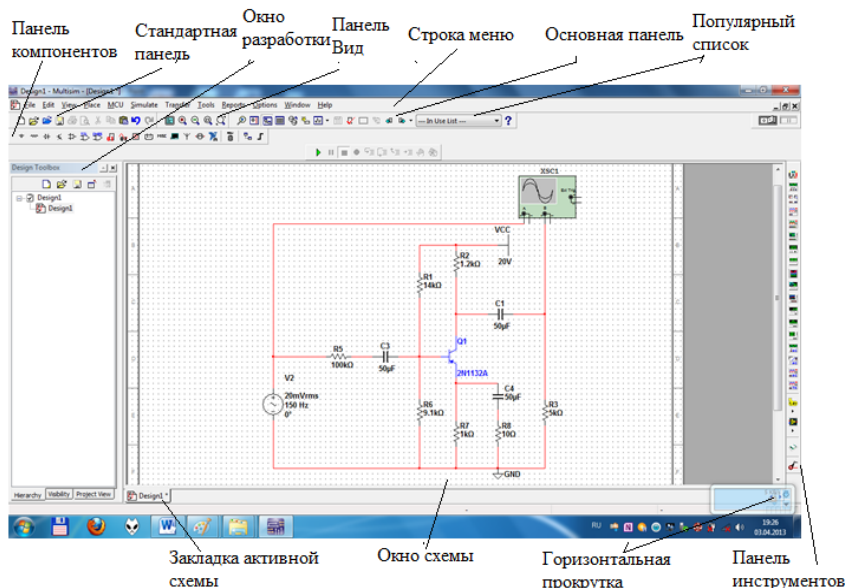 Панель
компонентов
Стандартная
панель
Окно
разработки
Панель
Вид
Строка меню
Основная панель
Популярный
список
Design1 - Multisim - [Design1 *]
File Edit View Place MCU Simulate Transfer Tools Reports Options Window Help
--- In Use List ---
Design Toolbox
Design1
Design1
XSC1
Ext Trig
A
B
VCC
20V
R2
1.2kΩ
R1
14kΩ
C1
50µF
Q1
2N1132A
R5
100kΩ
C3
50µF
V2
20mVrms
150 Hz
0°
C4
50µF
R6
9.1kΩ
R7
1kΩ
R8
10Ω
R3
5kΩ
GND
Hierarchy Visibility Project View
Design1 *
RU
19:26
03.04.2013
Закладка активной
схемы
Окно схемы
Горизонтальная
прокрутка
Панель
инструментов